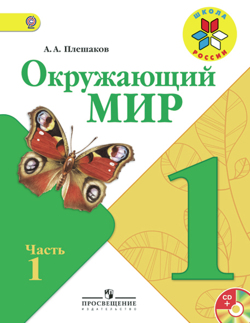 ШКОЛА
РОССИИ
А. А. Плешаков
Окружающий
МИР
1
Часть
1
ПРОСВЕЩЕНИЕ
ИЗДАТЕЛЬСТВО
CD+